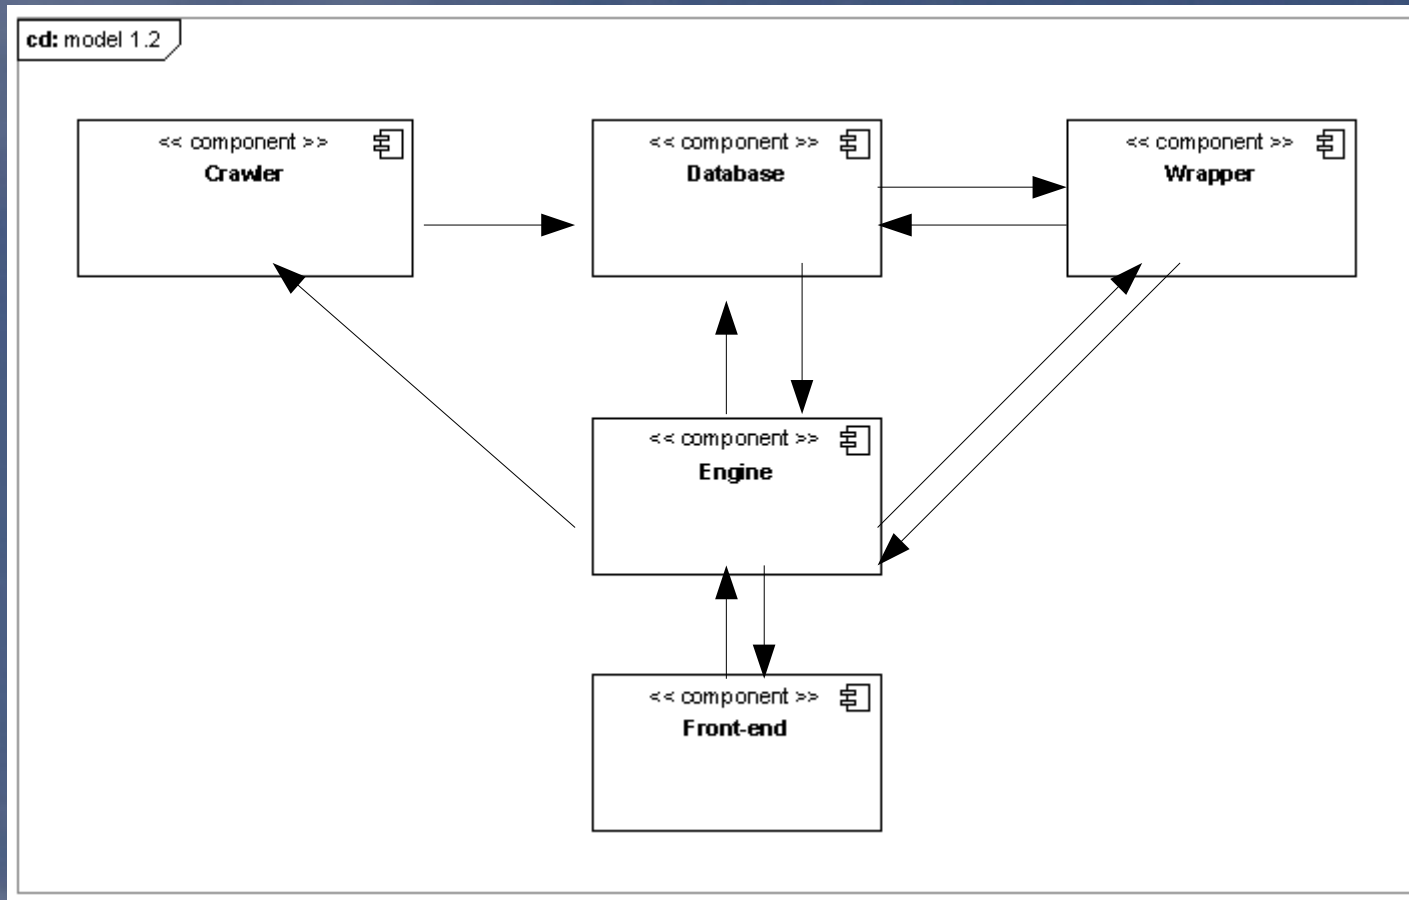 cd: model 1.2
<< component >>
Crawler
<< component >>
Database
<< component >>
Wrapper
<< component >>
Engine
<< component >>
Front-end